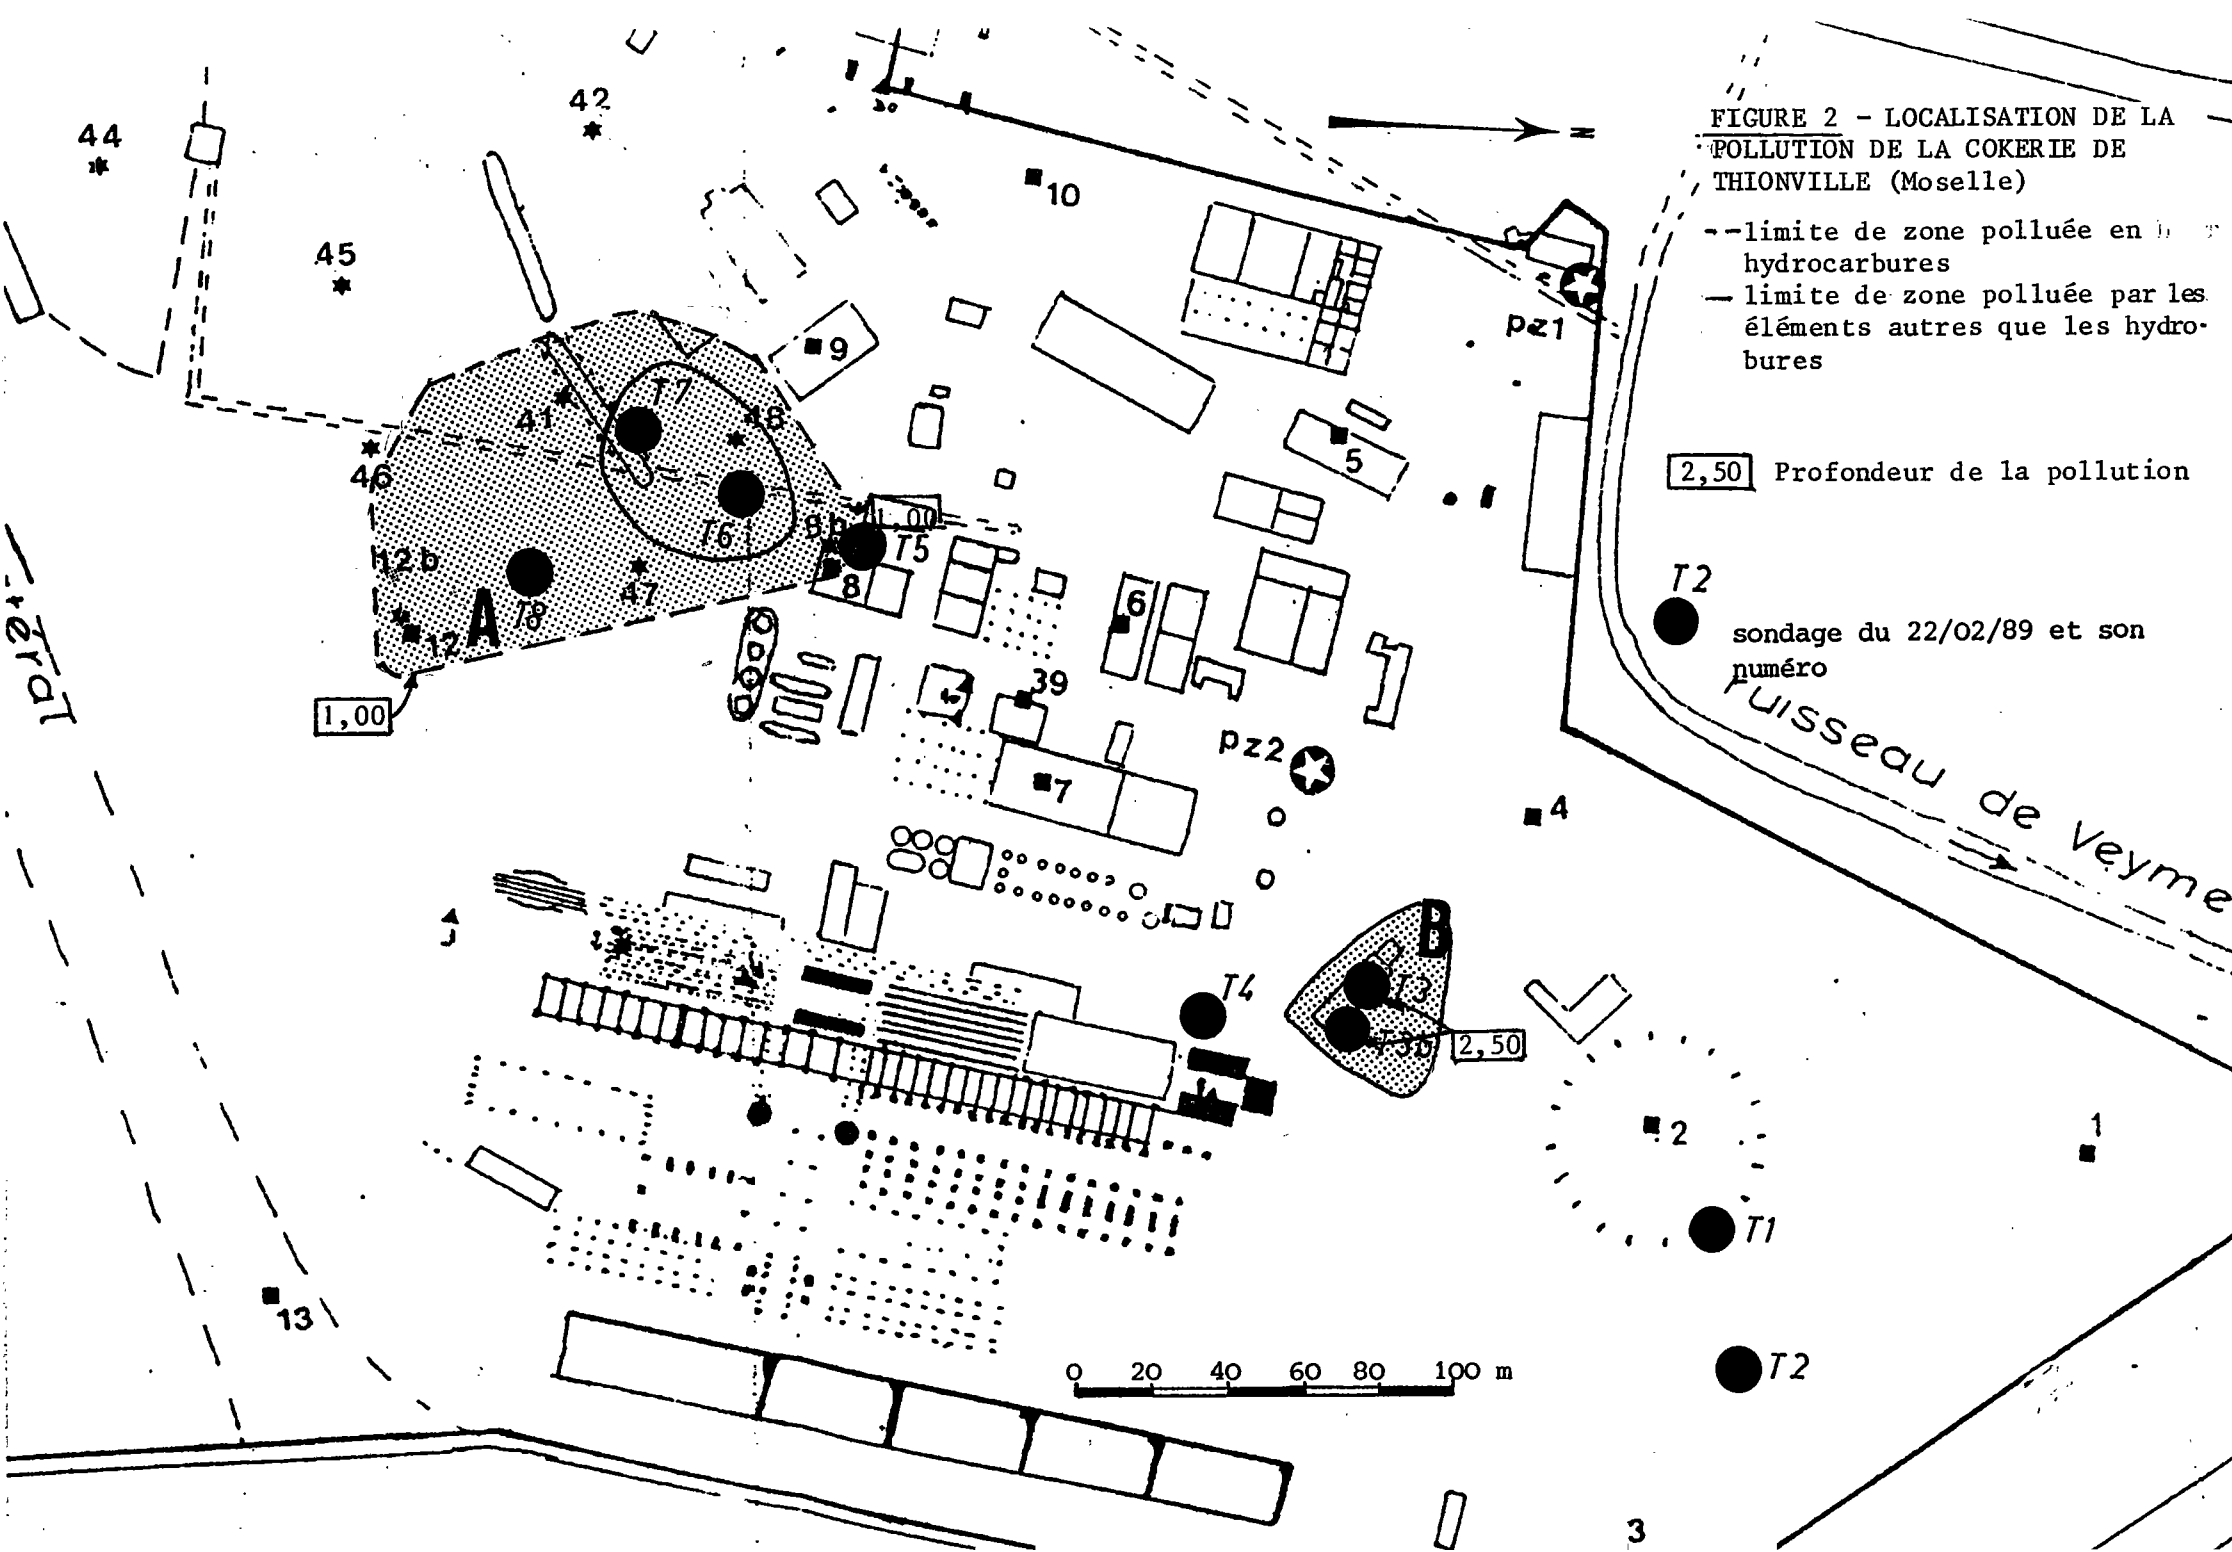 FIGURE 2 - LOCALISATION DE LA
POLLUTION DE LA COKERIE DE
THIONVILLE (Moselle)
--limite de zone polluée en
hydrocarbures
— limite de zone polluée par les
éléments autres que les hydro-
bures
2,50 Profondeur de la pollution
T2
sondage du 22/02/89 et son
numéro
ruisseau de Veyme
N
42
44
45
10
9
pz1
T7
41
48
46
5
T6
8b
1,00
T5
12b
8
47
T8
A
12
6
1,00
39
pz2
7
4
B
T4
T3
T3b
2,50
2
1
T1
13
0 20 40 60 80 100 m
T2
3